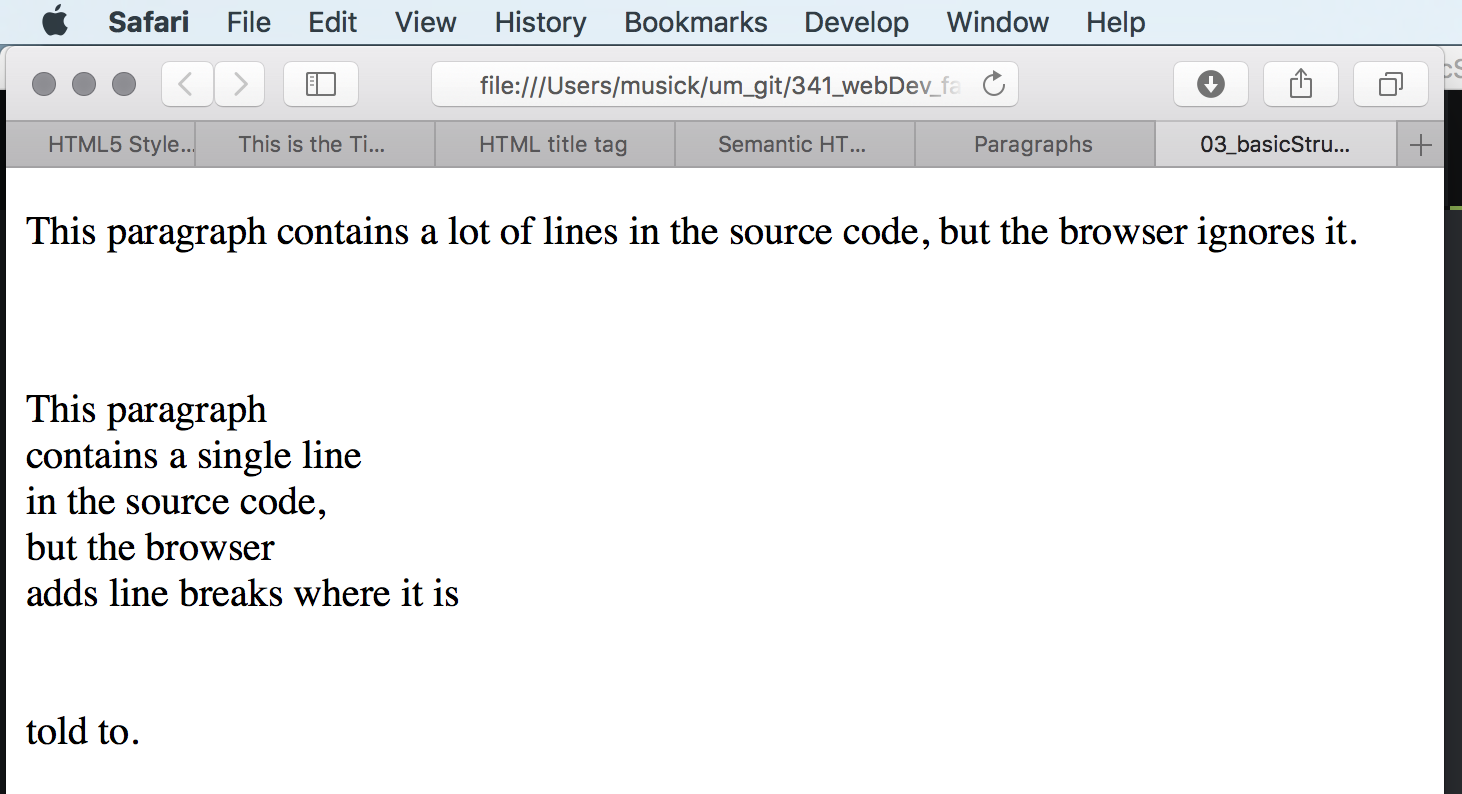 Safari File Edit View History Bookmarks Develop Window Help
file:///Users/musick/um_git/341_webDev_fa
HTML5 Style... This is the Ti... HTML title tag Semantic HT... Paragraphs 03_basicStru...
This paragraph contains a lot of lines in the source code, but the browser ignores it.
This paragraph
contains a single line
in the source code,
but the browser
adds line breaks where it is
told to.